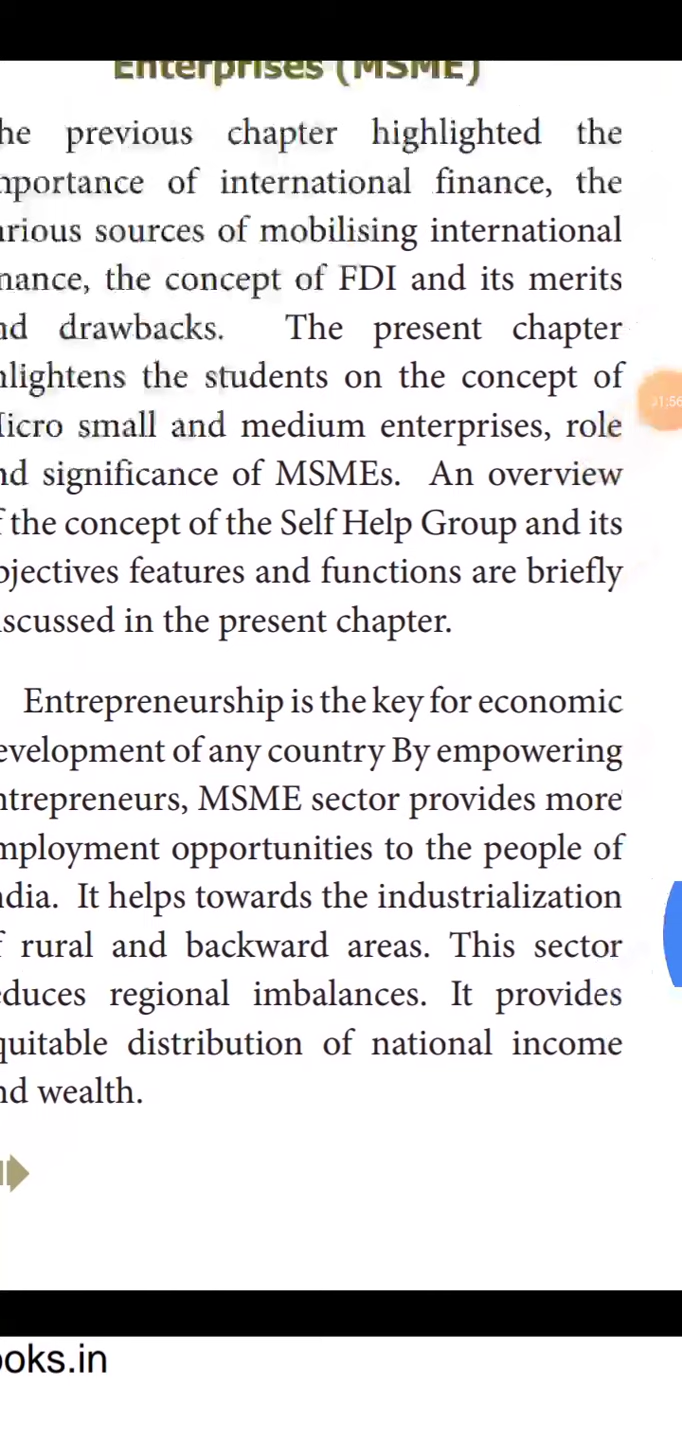 Enterprises (MSME)
he previous chapter highlighted the
mportance of international finance, the
arious sources of mobilising international
nance, the concept of FDI and its merits
nd drawbacks. The present chapter
nlightens the students on the concept of
Micro small and medium enterprises, role
nd significance of MSMEs. An overview
f the concept of the Self Help Group and its
bjectives features and functions are briefly
iscussed in the present chapter.
Entrepreneurship is the key for economic
evelopment of any country By empowering
ntrepreneurs, MSME sector provides more
mployment opportunities to the people of
ndia. It helps towards the industrialization
f rural and backward areas. This sector
educes regional imbalances. It provides
quitable distribution of national income
nd wealth.
31:56
ooks.in